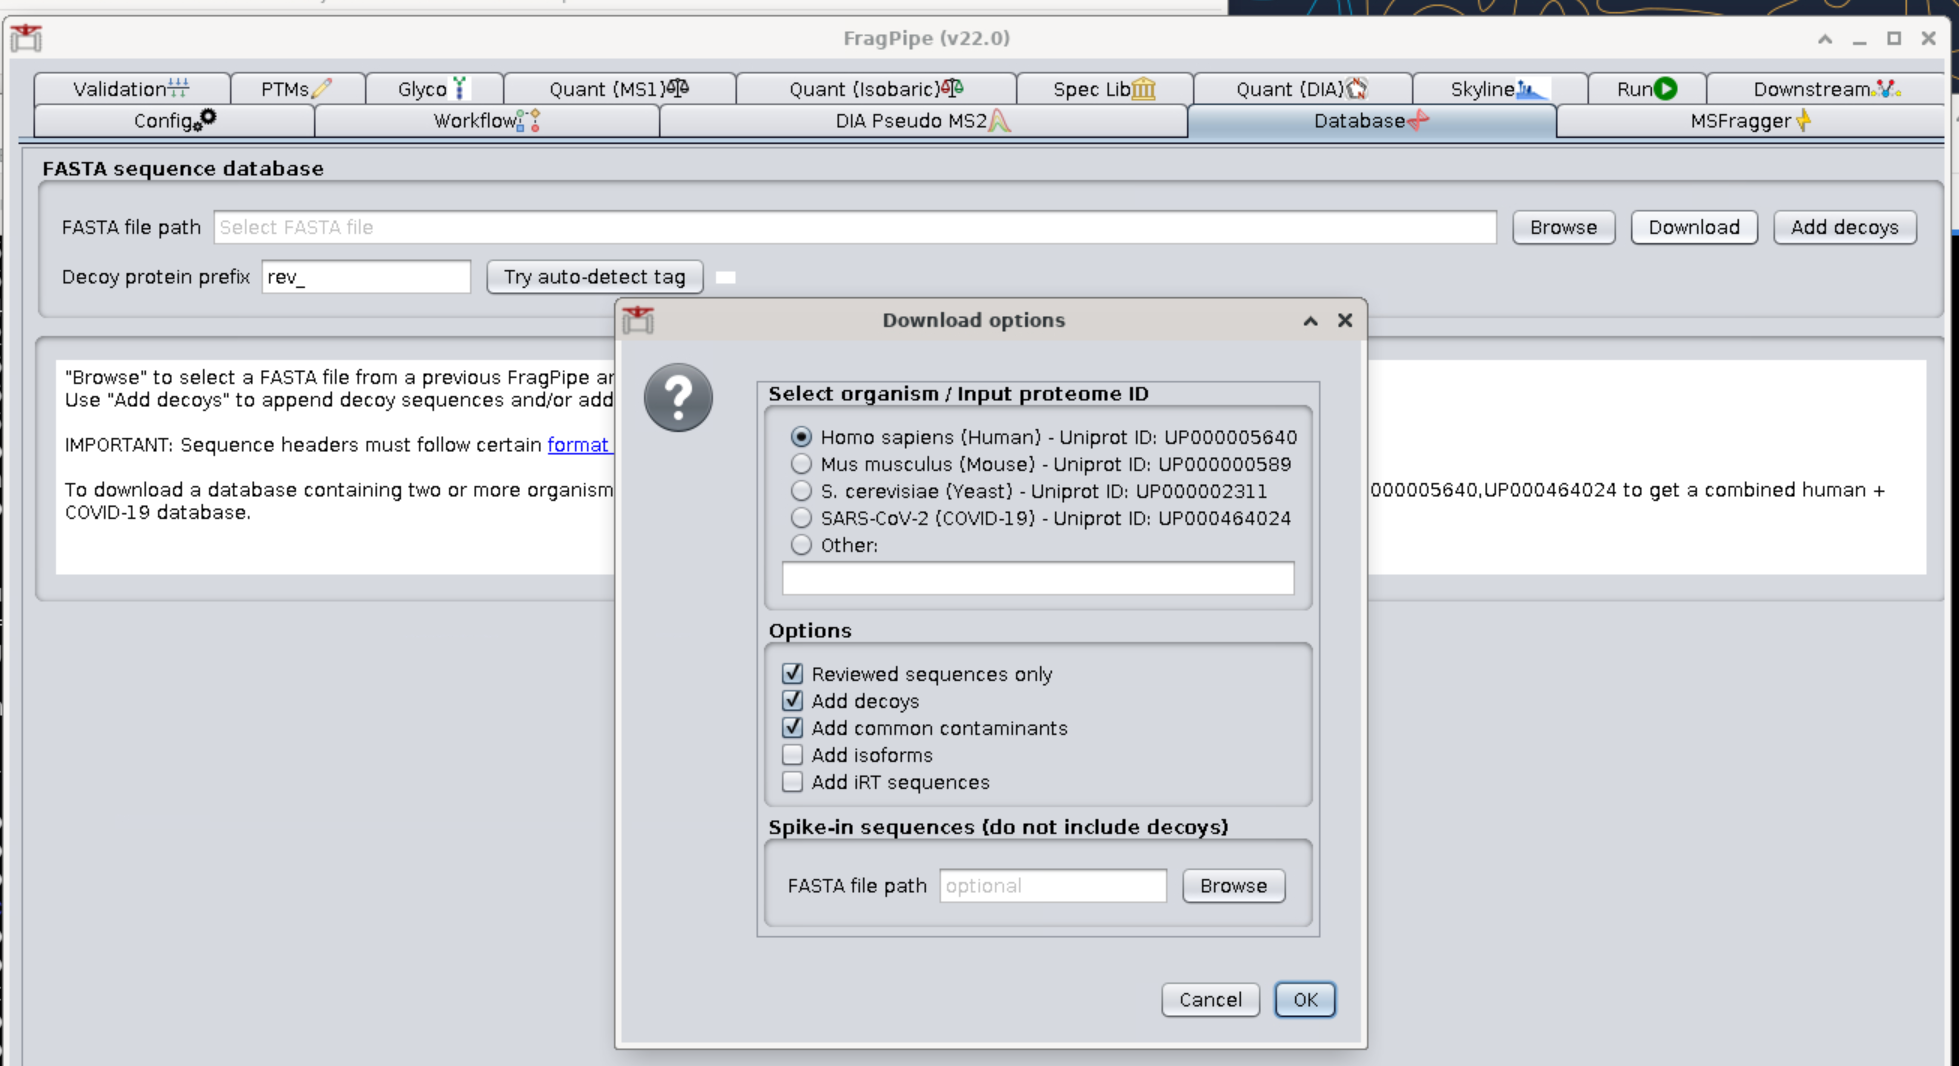 FragPipe (v22.0)
Validation PTMs Glyco Quant (MS1) Quant (Isobaric) Spec Lib Quant (DIA) Skyline Run Downstream
Config Workflow DIA Pseudo MS2 Database MSFragger
FASTA sequence database
FASTA file path Select FASTA file Browse Download Add decoys
Decoy protein prefix rev_ Try auto-detect tag
"Browse" to select a FASTA file from a previous FragPipe
Use "Add decoys" to append decoy sequences and/or add
IMPORTANT: Sequence headers must follow certain format
To download a database containing two or more organism 000005640,UP000464024 to get a combined human +
COVID-19 database.
Download options
Select organism / Input proteome ID
Homo sapiens (Human) - Uniprot ID: UP000005640
Mus musculus (Mouse) - Uniprot ID: UP000000589
S. cerevisiae (Yeast) - Uniprot ID: UP000002311
SARS-CoV-2 (COVID-19) - Uniprot ID: UP000464024
Other:
Options
Reviewed sequences only
Add decoys
Add common contaminants
Add isoforms
Add iRT sequences
Spike-in sequences (do not include decoys)
FASTA file path optional Browse
Cancel OK